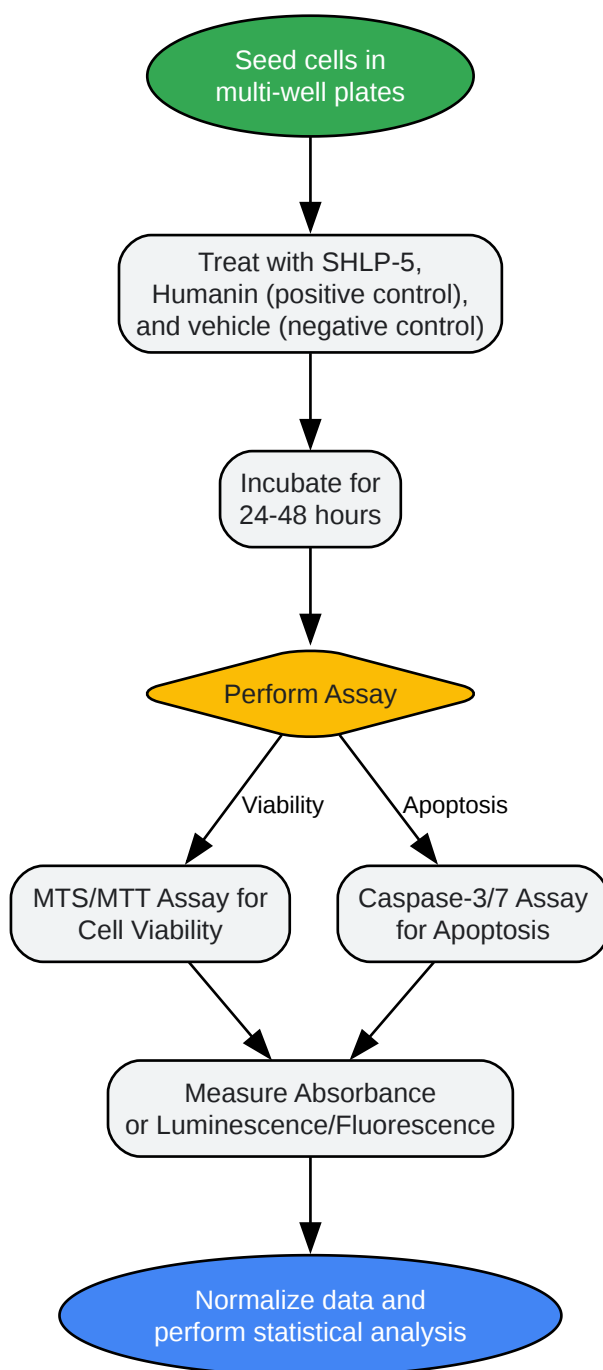 Seed cells in
multi-well plates
Treat with SHLP-5,
Humanin (positive control),
and vehicle (negative control)
Incubate for
24-48 hours
Perform Assay
Viability
Apoptosis
MTS/MTT Assay for
Cell Viability
Caspase-3/7 Assay
for Apoptosis
Measure Absorbance
or Luminescence/Fluorescence
Normalize data and
perform statistical analysis